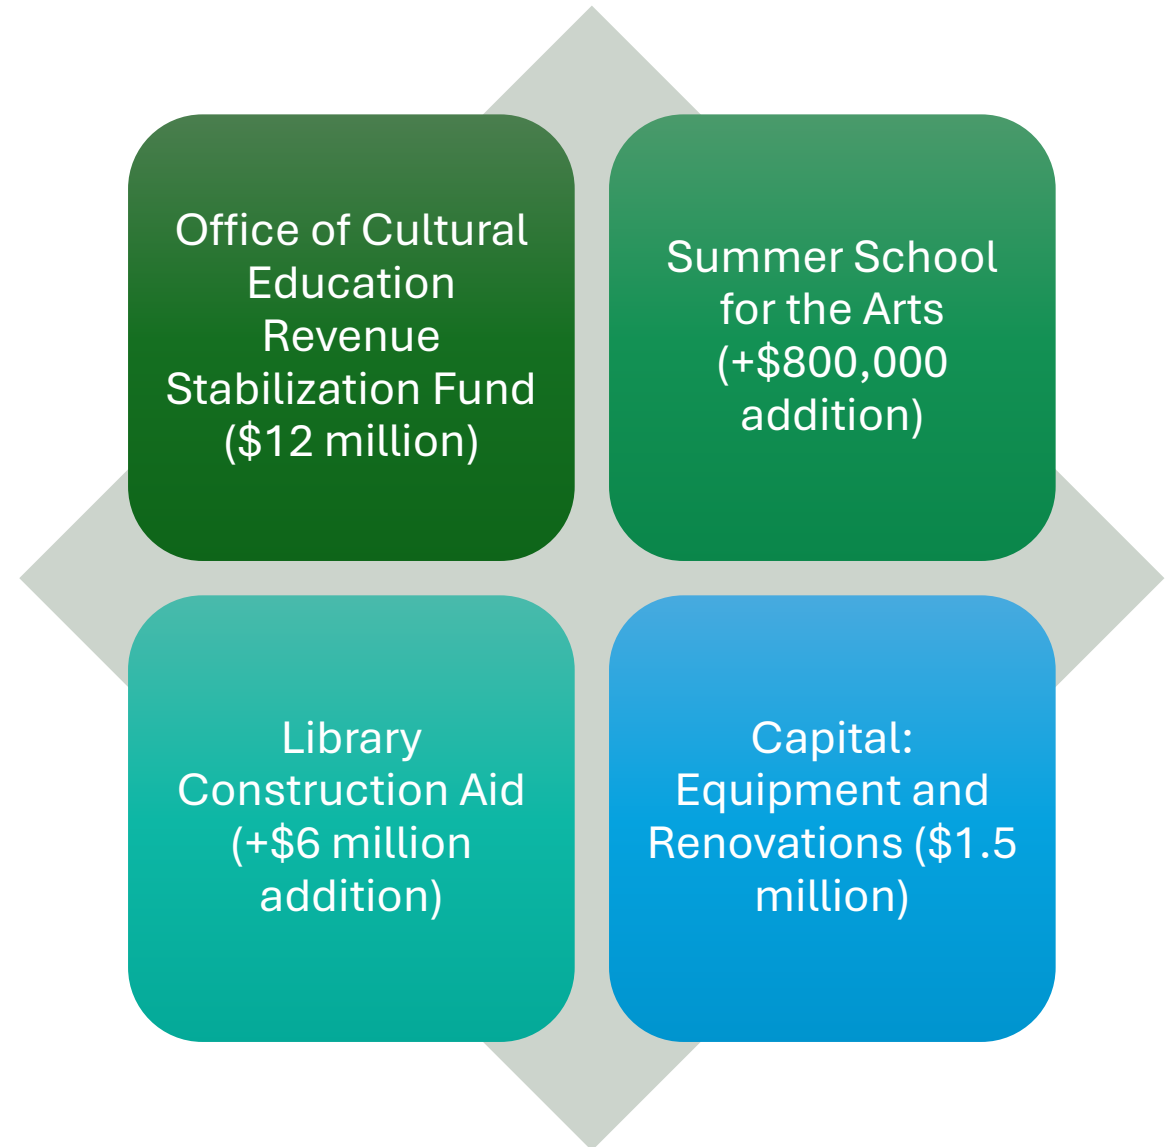 Office of Cultural
Education
Revenue
Stabilization Fund
($12 million)
Summer School
for the Arts
(+$800,000
addition)
Library
Construction Aid
(+$6 million
addition)
Capital:
Equipment and
Renovations ($1.5
million)